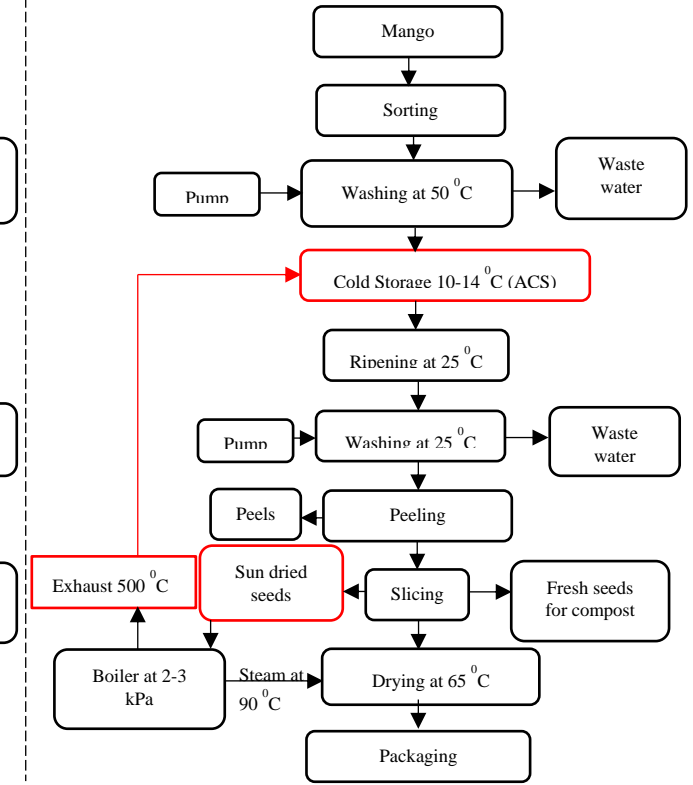 Mango
Sorting
Washing at 50 ⁰C
Waste
water
Pump
Cold Storage 10-14 ⁰C (ACS)
Ripening at 25 ⁰C
Washing at 25 ⁰C
Waste
water
Pump
Peels
Peeling
Exhaust 500 ⁰C
Sun dried
seeds
Slicing
Fresh seeds
for compost
Boiler at 2-3
kPa
Steam at
90 ⁰C
Drying at 65 ⁰C
Packaging